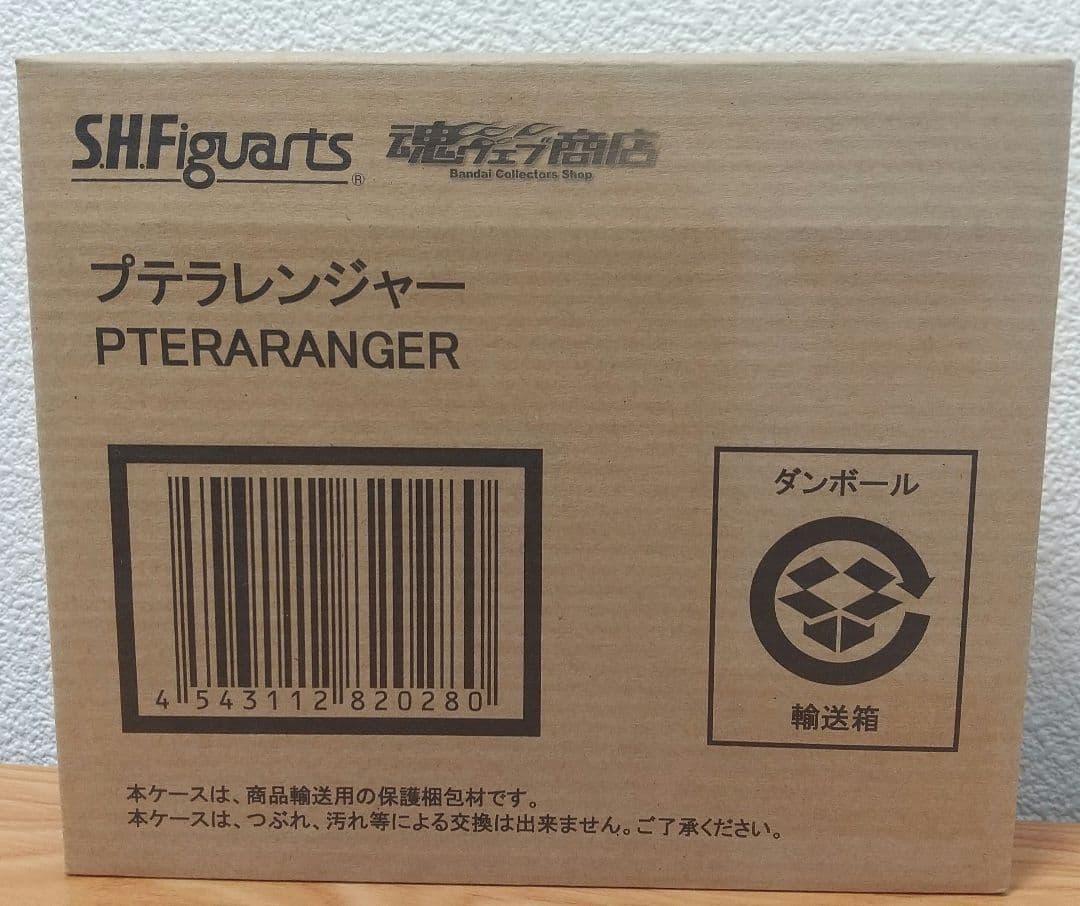 S.H.Figuarts® 魂ウェブ商店
Bandai Collectors Shop
プテラレンジャー
PTERARANGER
ダンボール
4 543112 820280
輸送箱
本ケースは、商品輸送用の保護梱包材です。
本ケースは、つぶれ、汚れ等による交換は出来ません。ご了承ください。